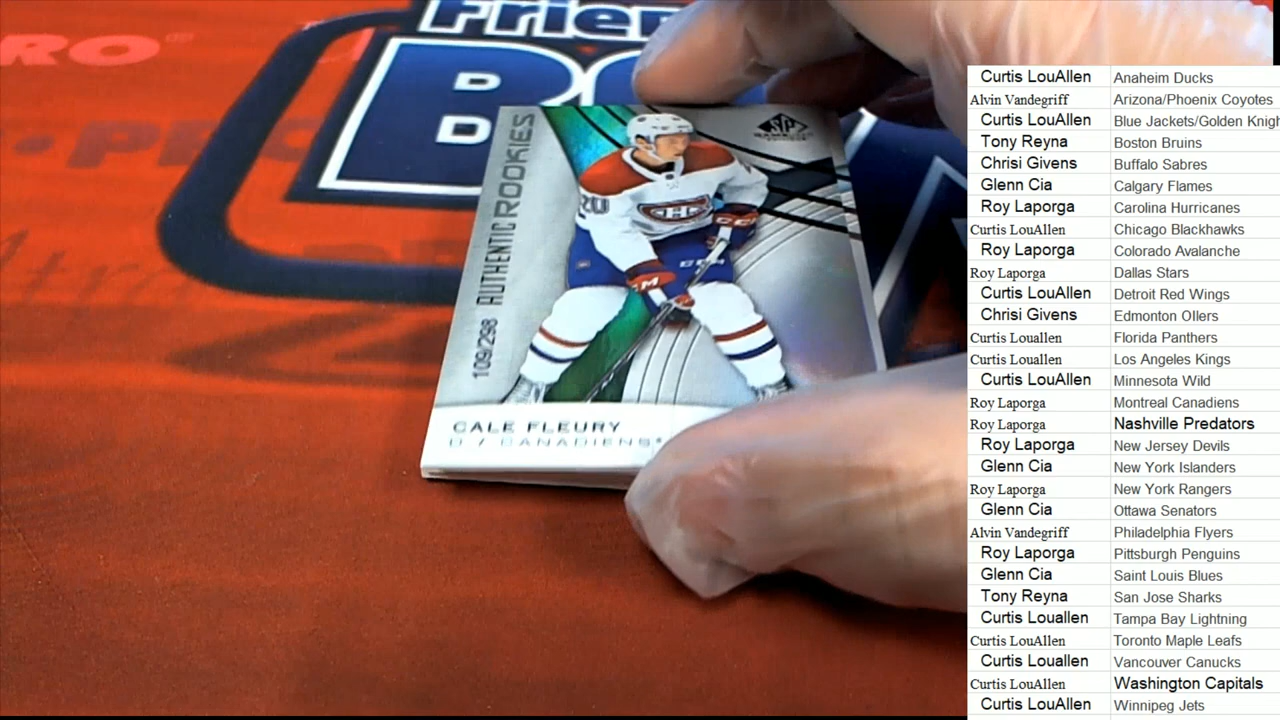 RO®
Frien
SP
AUTHENTIC ROOKIES
109/298
CCM
CALE FLEURY
D / CANADIENS
Curtis LouAllen Anaheim Ducks
Alvin Vandegriff Arizona/Phoenix Coyotes
Curtis LouAllen Blue Jackets/Golden Knigh
Tony Reyna Boston Bruins
Chrisi Givens Buffalo Sabres
Glenn Cia Calgary Flames
Roy Laporga Carolina Hurricanes
Curtis LouAllen Chicago Blackhawks
Roy Laporga Colorado Avalanche
Roy Laporga Dallas Stars
Curtis LouAllen Detroit Red Wings
Chrisi Givens Edmonton Ollers
Curtis Louallen Florida Panthers
Curtis Louallen Los Angeles Kings
Curtis LouAllen Minnesota Wild
Roy Laporga Montreal Canadiens
Roy Laporga Nashville Predators
Roy Laporga New Jersey Devils
Glenn Cia New York Islanders
Roy Laporga New York Rangers
Glenn Cia Ottawa Senators
Alvin Vandegriff Philadelphia Flyers
Roy Laporga Pittsburgh Penguins
Glenn Cia Saint Louis Blues
Tony Reyna San Jose Sharks
Curtis Louallen Tampa Bay Lightning
Curtis LouAllen Toronto Maple Leafs
Curtis Louallen Vancouver Canucks
Curtis LouAllen Washington Capitals
Curtis LouAllen Winnipeg Jets